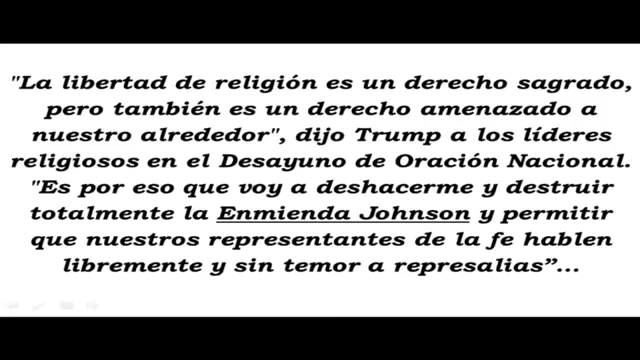 "La libertad de religión es un derecho sagrado,
pero también es un derecho amenazado a
nuestro alrededor", dijo Trump a los líderes
religiosos en el Desayuno de Oración Nacional.
"Es por eso que voy a deshacerme y destruir
totalmente la Enmienda Johnson y permitir
que nuestros representantes de la fe hablen
libremente y sin temor a represalias”...